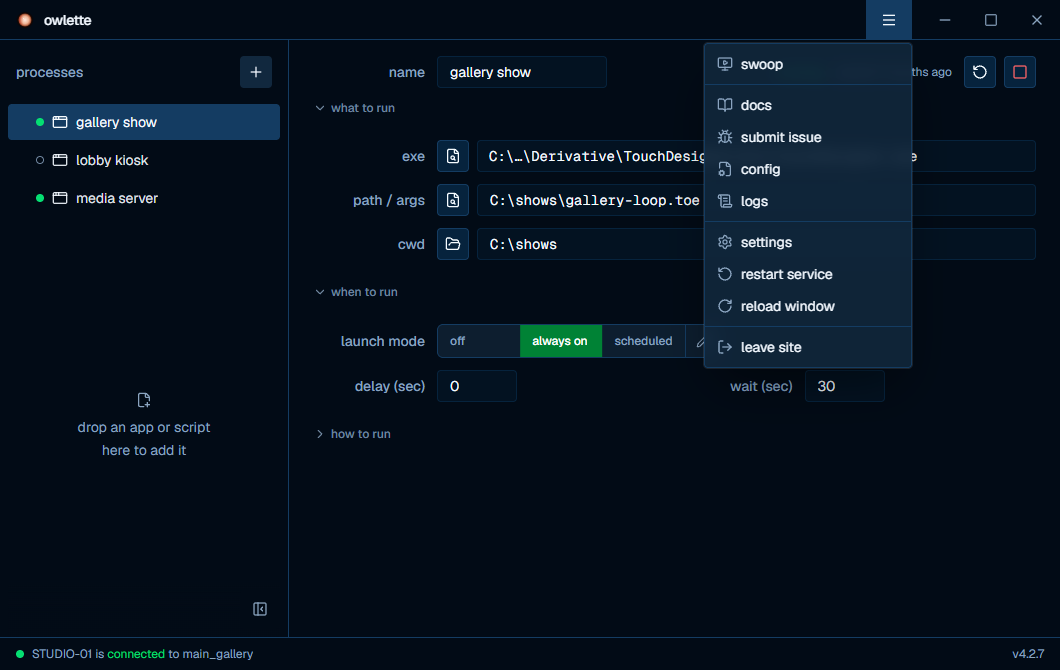 owlette
processes
gallery show
lobby kiosk
media server
drop an app or script
here to add it
name gallery show ago
what to run
exe C:\…\Derivative\TouchDesig
path / args C:\shows\gallery-loop.toe
cwd C:\shows
when to run
launch mode off always on scheduled
delay (sec) 0 wait (sec) 30
how to run
swoop
docs
submit issue
config
logs
settings
restart service
reload window
leave site
STUDIO-01 is connected to main_gallery
v4.2.7